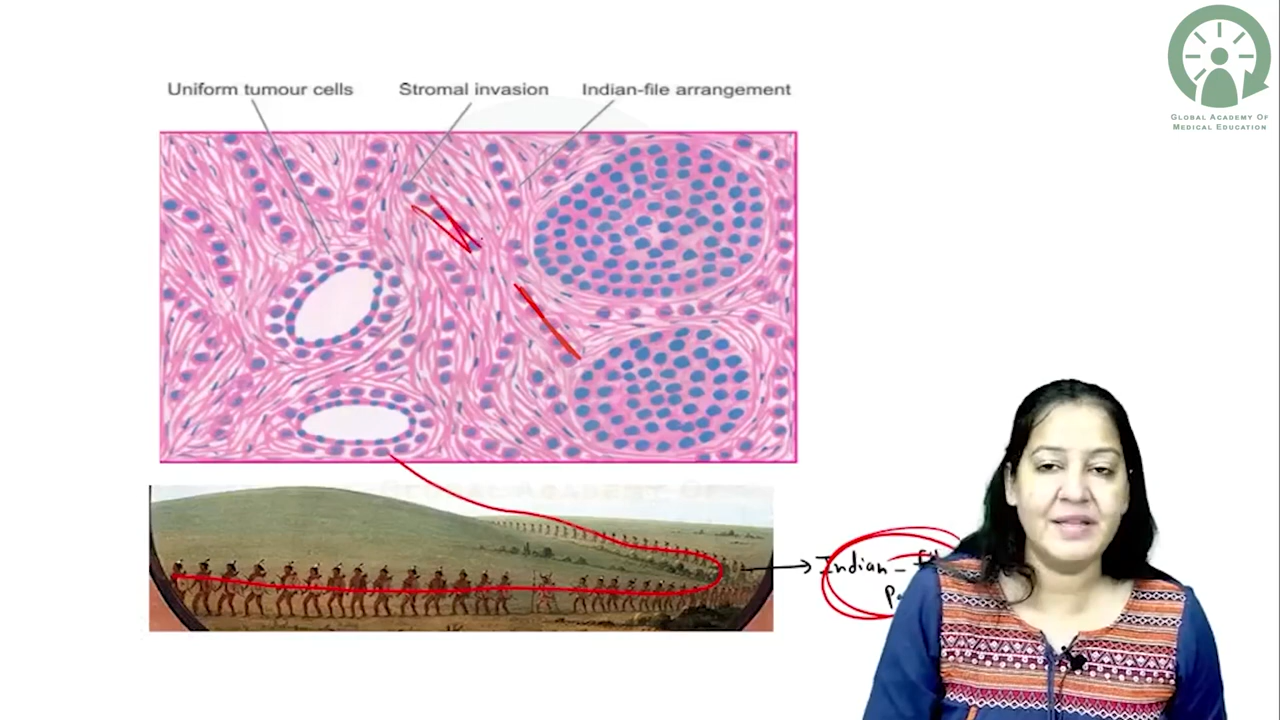 Uniform tumour cells
Stromal invasion
Indian-file arrangement
GLOBAL ACADEMY OF
MEDICAL EDUCATION
Indian-